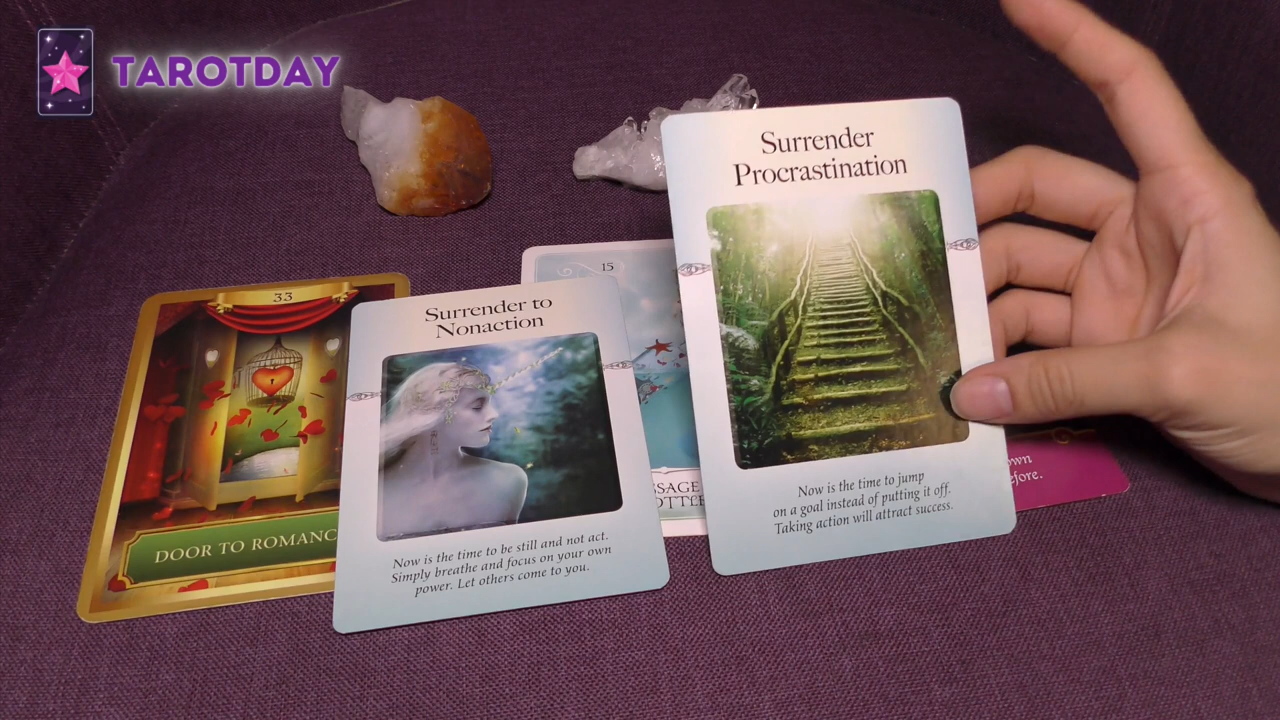 TAROTDAY
33
DOOR TO ROMANC
Surrender to
Nonaction
Now is the time to be still and not act.
Simply breathe and focus on your own
power. Let others come to you.
15
SSAGE
OTTLE
Surrender
Procrastination
Now is the time to jump
on a goal instead of putting it off.
Taking action will attract success.
own
efore.